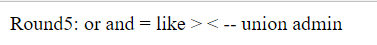 Round5: or and = like > < -- union admin